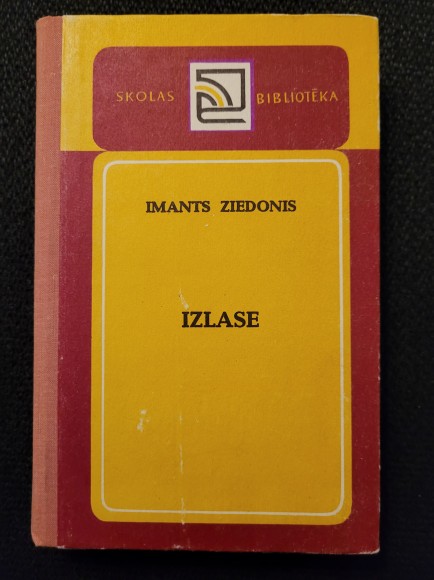 SKOLAS BIBLIOTĒKA
IMANTS ZIEDONIS
IZLASE